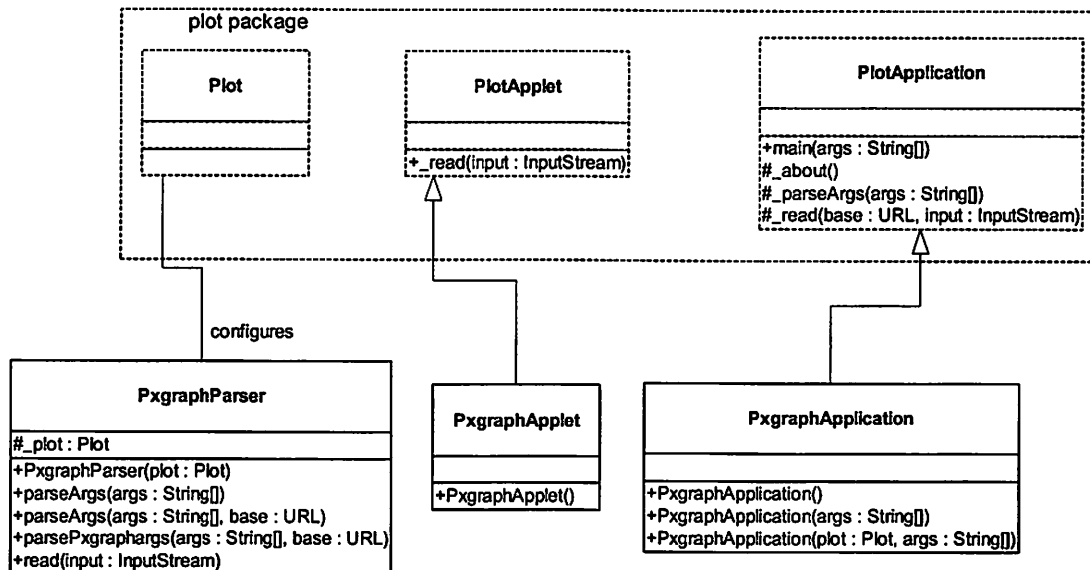 plot package
Plot
PlotApplet
+_read(input : InputStream)
PlotApplication
+main(args : String[])
#_about()
#_parseArgs(args : String[])
#_read(base : URL, input : InputStream)
configures
PxgraphParser
#_plot : Plot
+PxgraphParser(plot : Plot)
+parseArgs(args : String[])
+parseArgs(args : String[], base : URL)
+parsePxgraphargs(args : String[], base : URL)
+read(input : InputStream)
PxgraphApplet
+PxgraphApplet()
PxgraphApplication
+PxgraphApplication()
+PxgraphApplication(args : String[])
+PxgraphApplication(plot : Plot, args : String[])